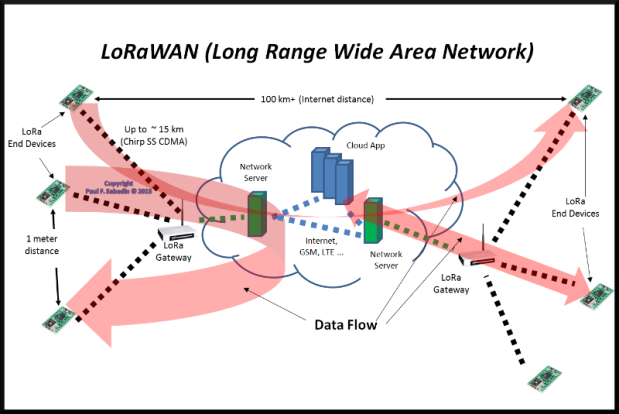 LoRaWAN (Long Range Wide Area Network)
100 km+ (Internet distance)
LoRa
End Devices
Up to ~ 15 km
(Chirp SS CDMA)
Cloud App
Network
Server
Copyright
Paul F. Sabadin © 2015
LoRa
End Devices
1 meter
distance
LoRa
Gateway
Internet,
GSM, LTE ...
Network
Server
LoRa
Gateway
Data Flow